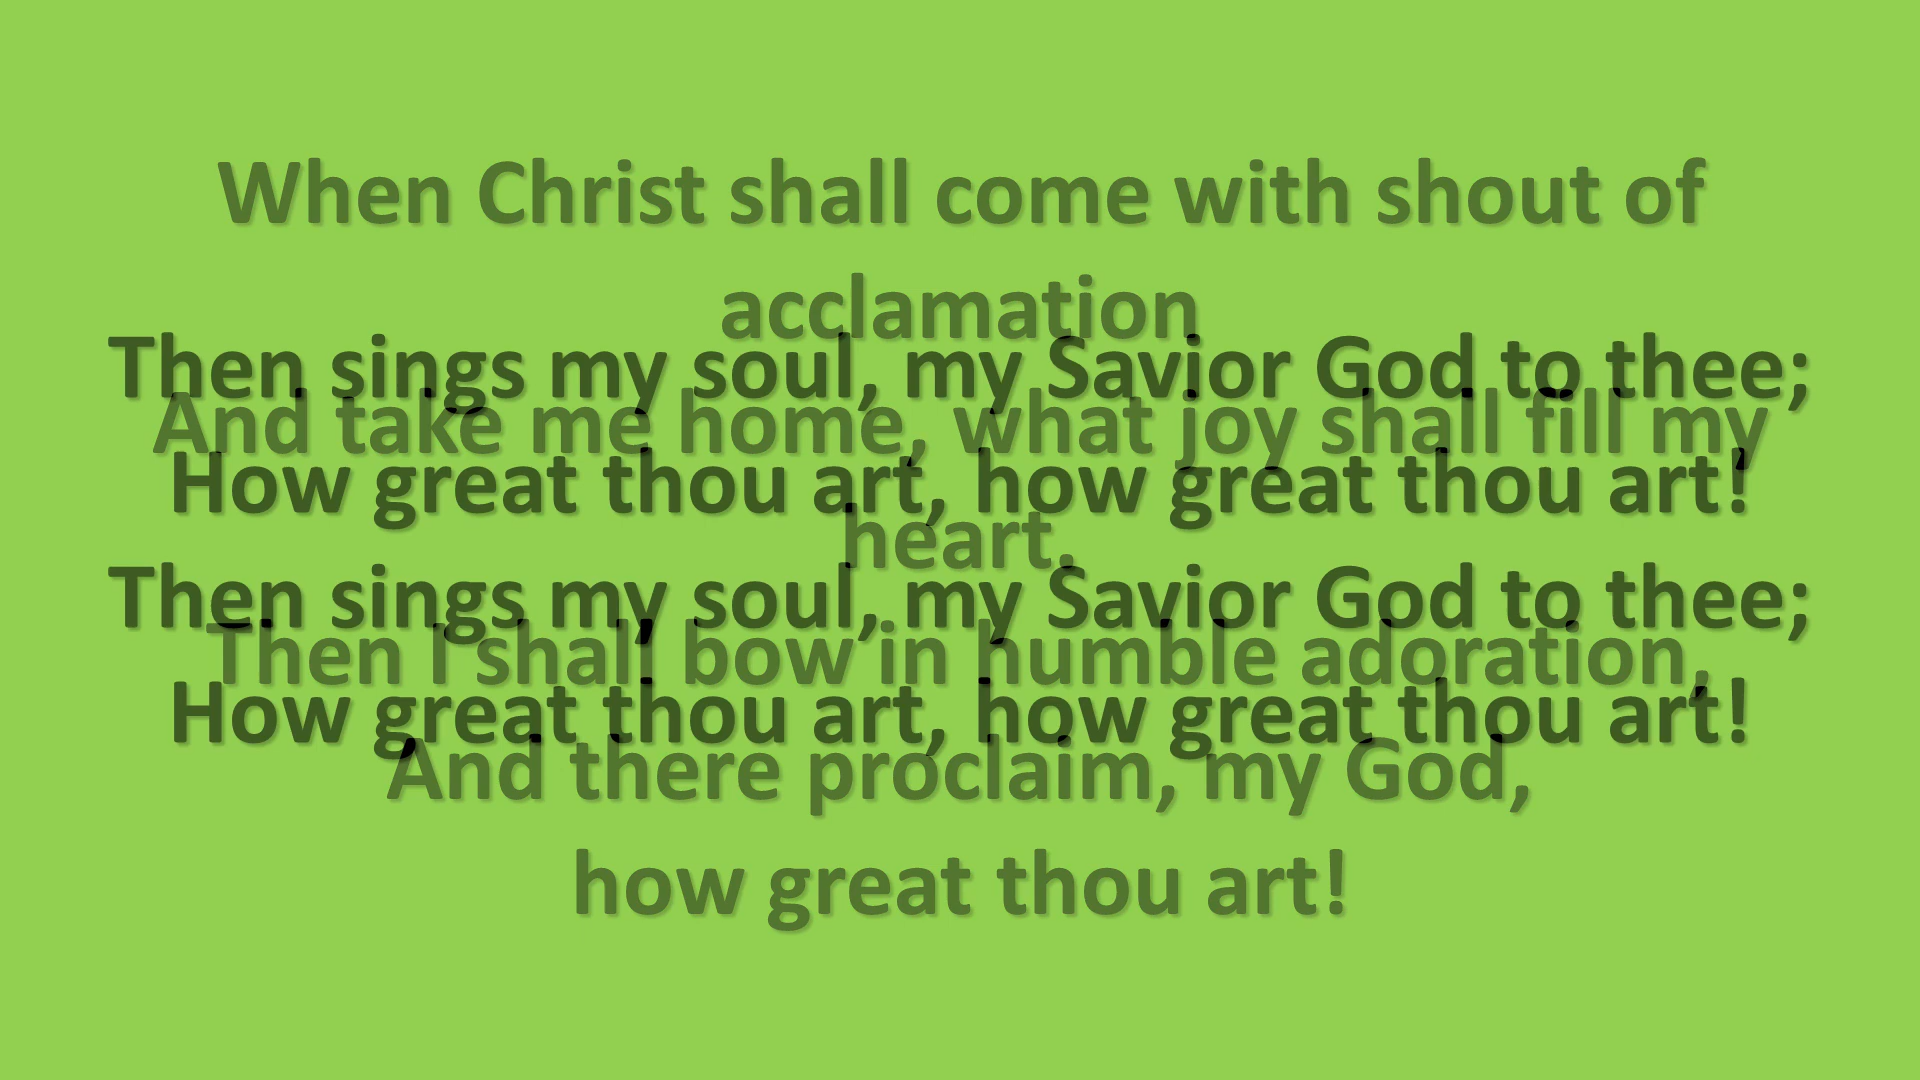 When Christ shall come with shout of
acclamation
Then sings my soul, my Savior God to thee;
And take me home, what joy shall fill my
How great thou art, how great thou art!
heart.
Then sings my soul, my Savior God to thee;
Then I shall bow in humble adoration,
How great thou art, how great thou art!
And there proclaim, my God,
how great thou art!